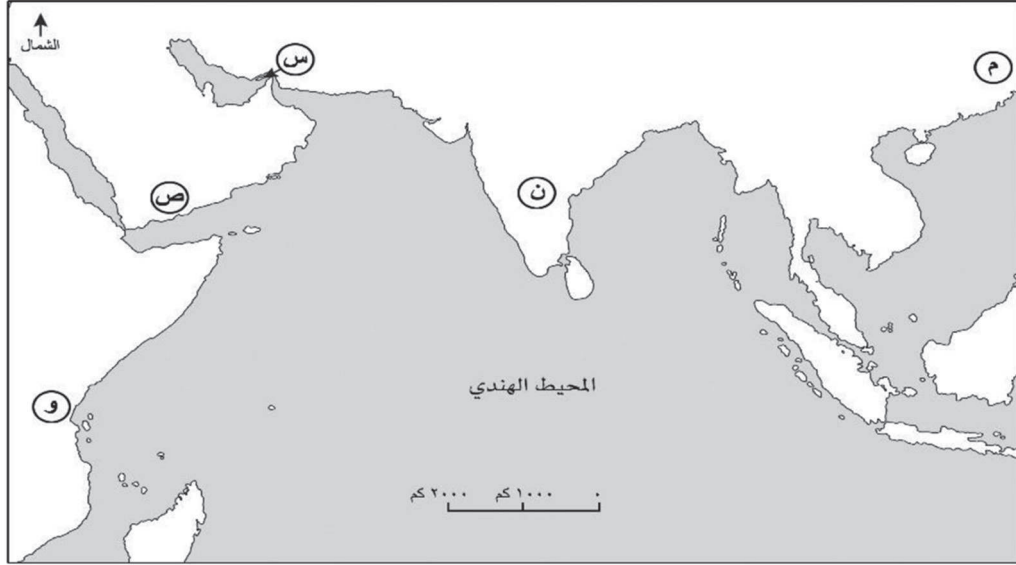 الشمال
س
م
ص
ن
و
المحيط الهندي
٢٠٠٠ كم ١٠٠٠ كم ٠